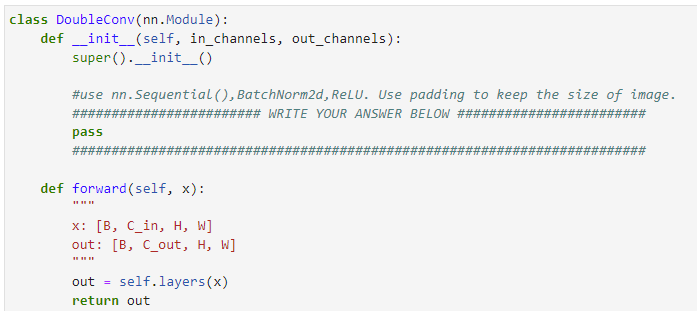 class DoubleConv(nn.Module):
    def __init__(self, in_channels, out_channels):
        super().__init__()
        #use nn.Sequential(),BatchNorm2d,ReLU. Use padding to keep the size of image.
        ######################## WRITE YOUR ANSWER BELOW ########################
        pass
        #########################################################################
    def forward(self, x):
        """
        x: [B, C_in, H, W]
        out: [B, C_out, H, W]
        """
        out = self.layers(x)
        return out